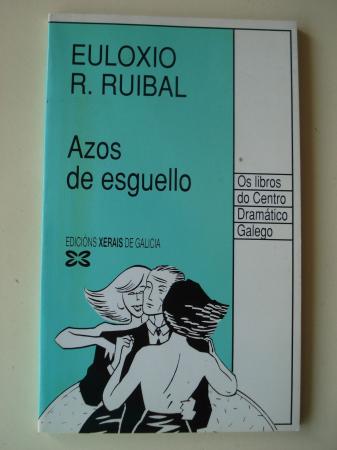 EULOXIO
R. RUIBAL
Azos
de esguello
Os libros
do Centro
Dramático
Galego
EDICIÓNS XERAIS DE GALICIA